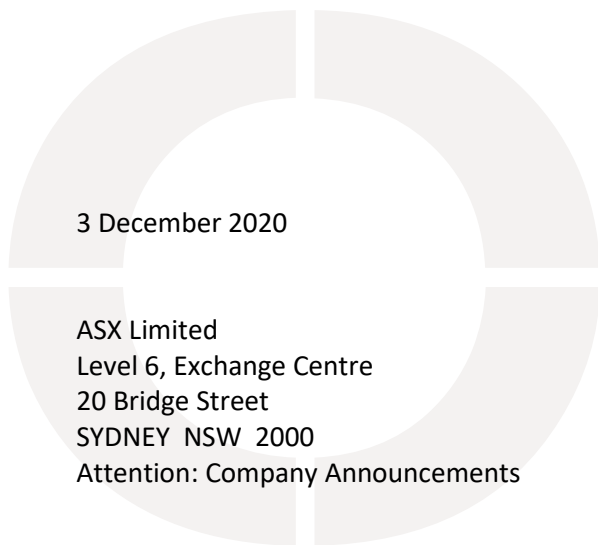 3 December 2020
ASX Limited
Level 6, Exchange Centre
20 Bridge Street
SYDNEY  NSW  2000
Attention: Company Announcements